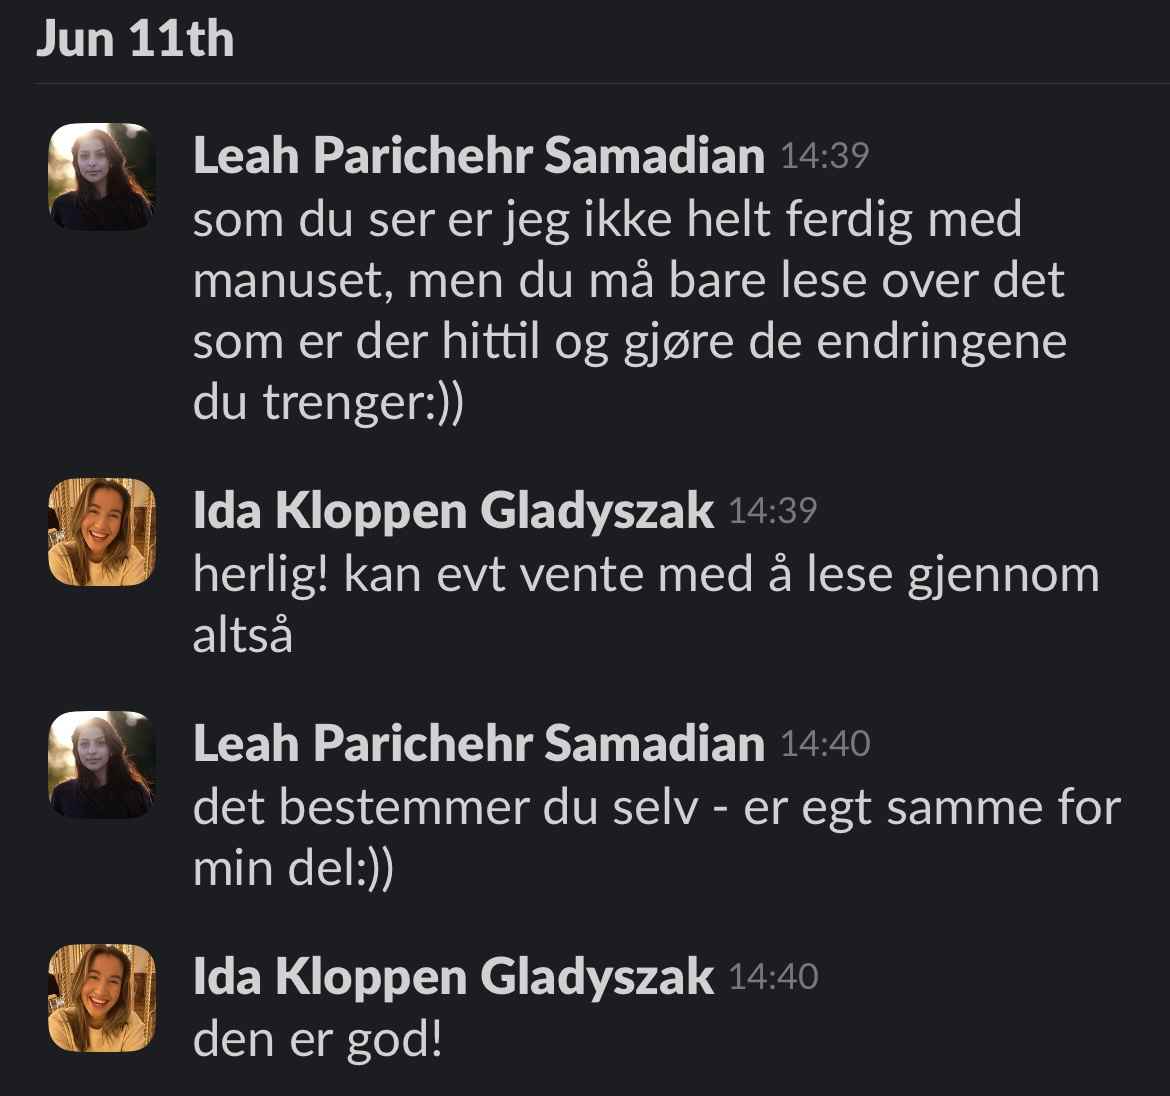 Jun 11th
Leah Parichehr Samadian 14:39
som du ser er jeg ikke helt ferdig med
manuset, men du må bare lese over det
som er der hittil og gjøre de endringene
du trenger:))
Ida Kloppen Gladyszak 14:39
herlig! kan evt vente med å lese gjennom
altså
Leah Parichehr Samadian 14:40
det bestemmer du selv - er egt samme for
min del:))
Ida Kloppen Gladyszak 14:40
den er god!